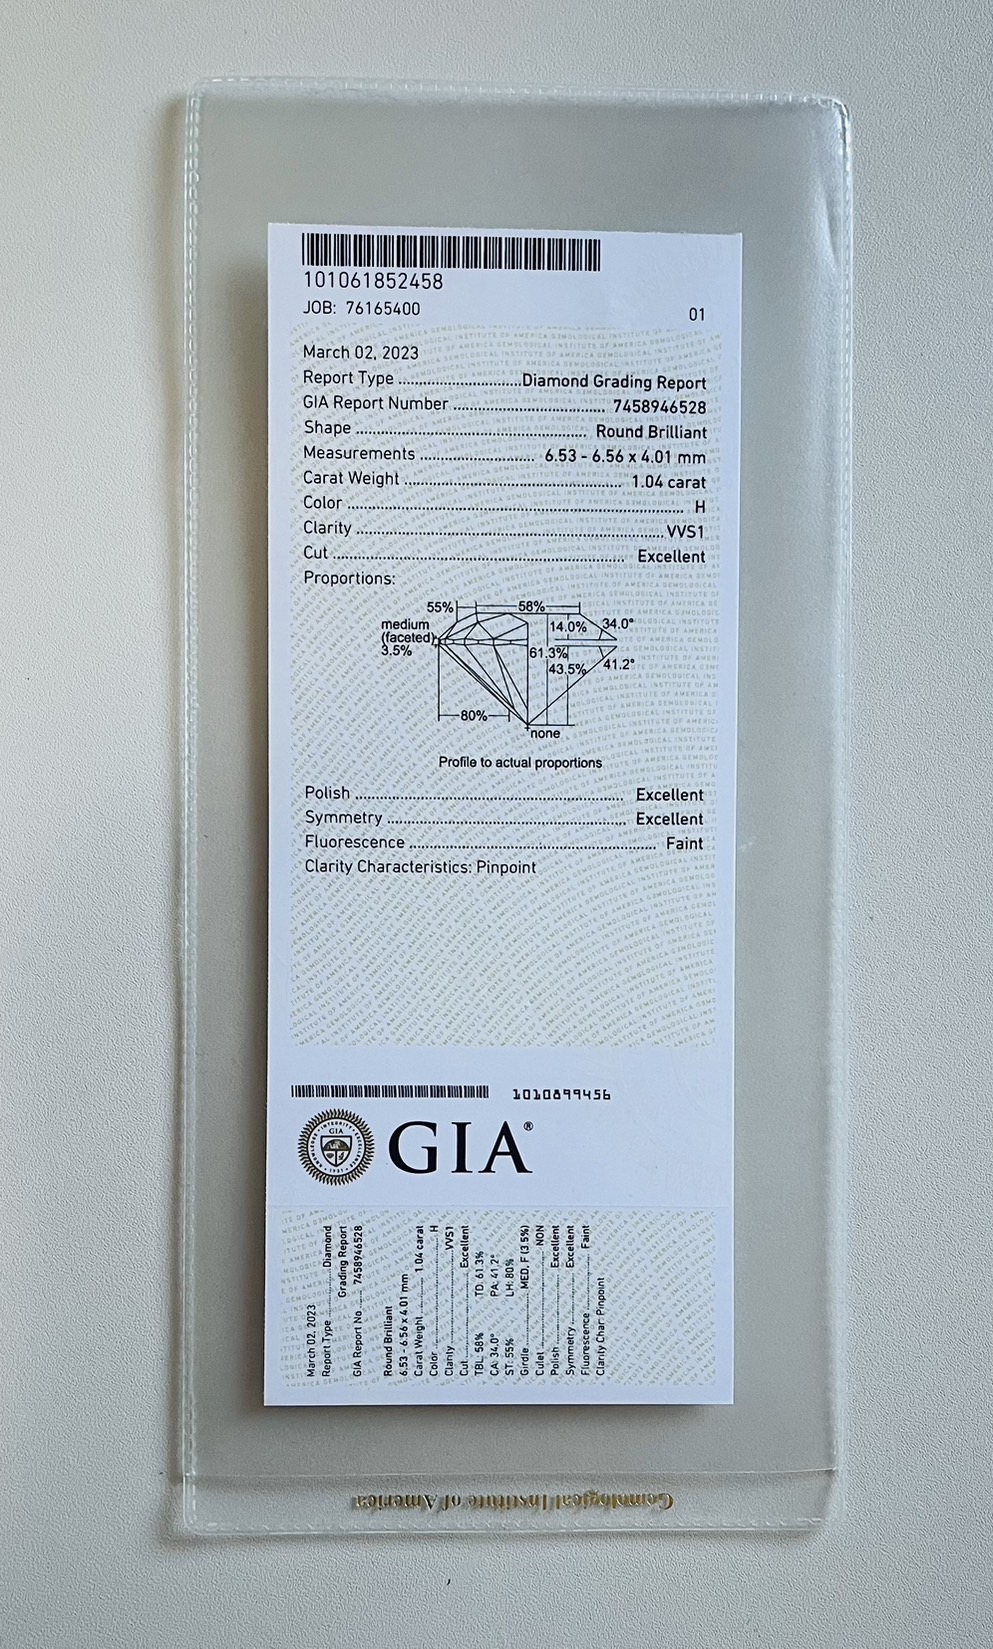 101061852458
JOB: 76165400
01
March 02, 2023
Report Type ........ Diamond Grading Report
GIA Report Number ........ 7458946528
Shape ........ Round Brilliant
Measurements ........ 6.53 - 6.56 x 4.01 mm
Carat Weight ........ 1.04 carat
Color ........ H
Clarity ........ VVS1
Cut ........ Excellent
Proportions:
55% 58%
medium
(faceted)
3.5%
14.0% 34.0°
61.3%
43.5% 41.2°
80%
none
Profile to actual proportions
Polish ........ Excellent
Symmetry ........ Excellent
Fluorescence ........ Faint
Clarity Characteristics: Pinpoint
1010899456
GIA
GIA®
March 02, 2023
Report Type ........ Diamond
Grading Report
GIA Report No. ........ 7458946528
Round Brilliant
6.53 - 6.56 x 4.01 mm
Carat Weight ........ 1.04 carat
Color ........ H
Clarity ........ VVS1
Cut ........ Excellent
TBL: 58% TD: 61.3%
CA: 34.0° PA: 41.2°
ST: 55% LH: 80%
Girdle ........ MED, F (3.5%)
Culet ........ NON
Polish ........ Excellent
Symmetry ........ Excellent
Fluorescence ........ Faint
Clarity Char: Pinpoint
Gemological Institute of America